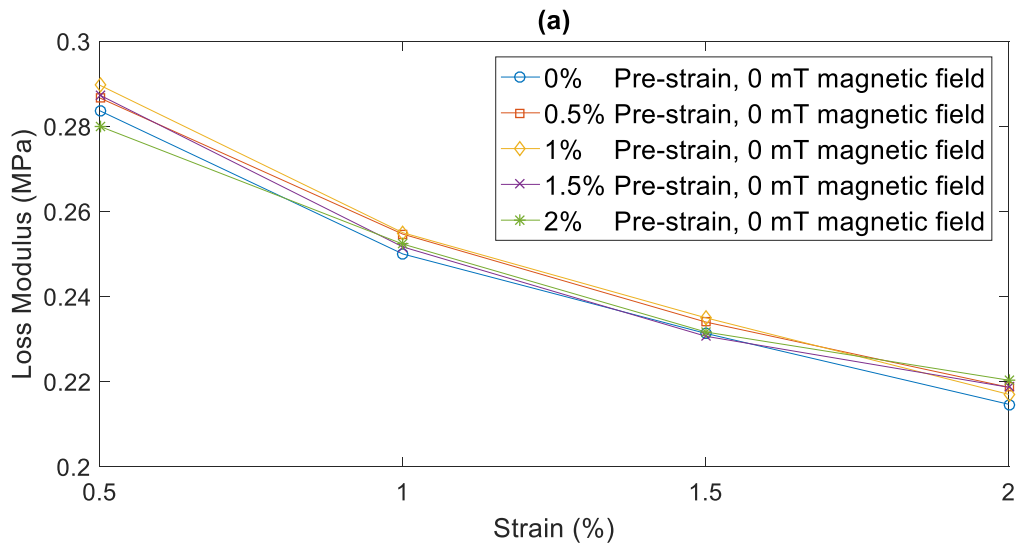 (a)
0% Pre-strain, 0 mT magnetic field
0.5% Pre-strain, 0 mT magnetic field
1% Pre-strain, 0 mT magnetic field
1.5% Pre-strain, 0 mT magnetic field
2% Pre-strain, 0 mT magnetic field
Loss Modulus (MPa)
0.3
0.28
0.26
0.24
0.22
0.2
0.5 1 1.5 2
Strain (%)